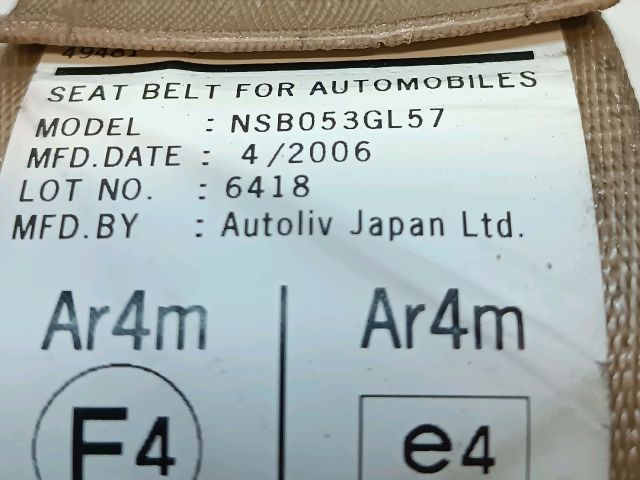 SEAT BELT FOR AUTOMOBILES
MODEL : NSB053GL57
MFD.DATE : 4/2006
LOT NO. : 6418
MFD.BY : Autoliv Japan Ltd.
Ar4m Ar4m
E4 e4